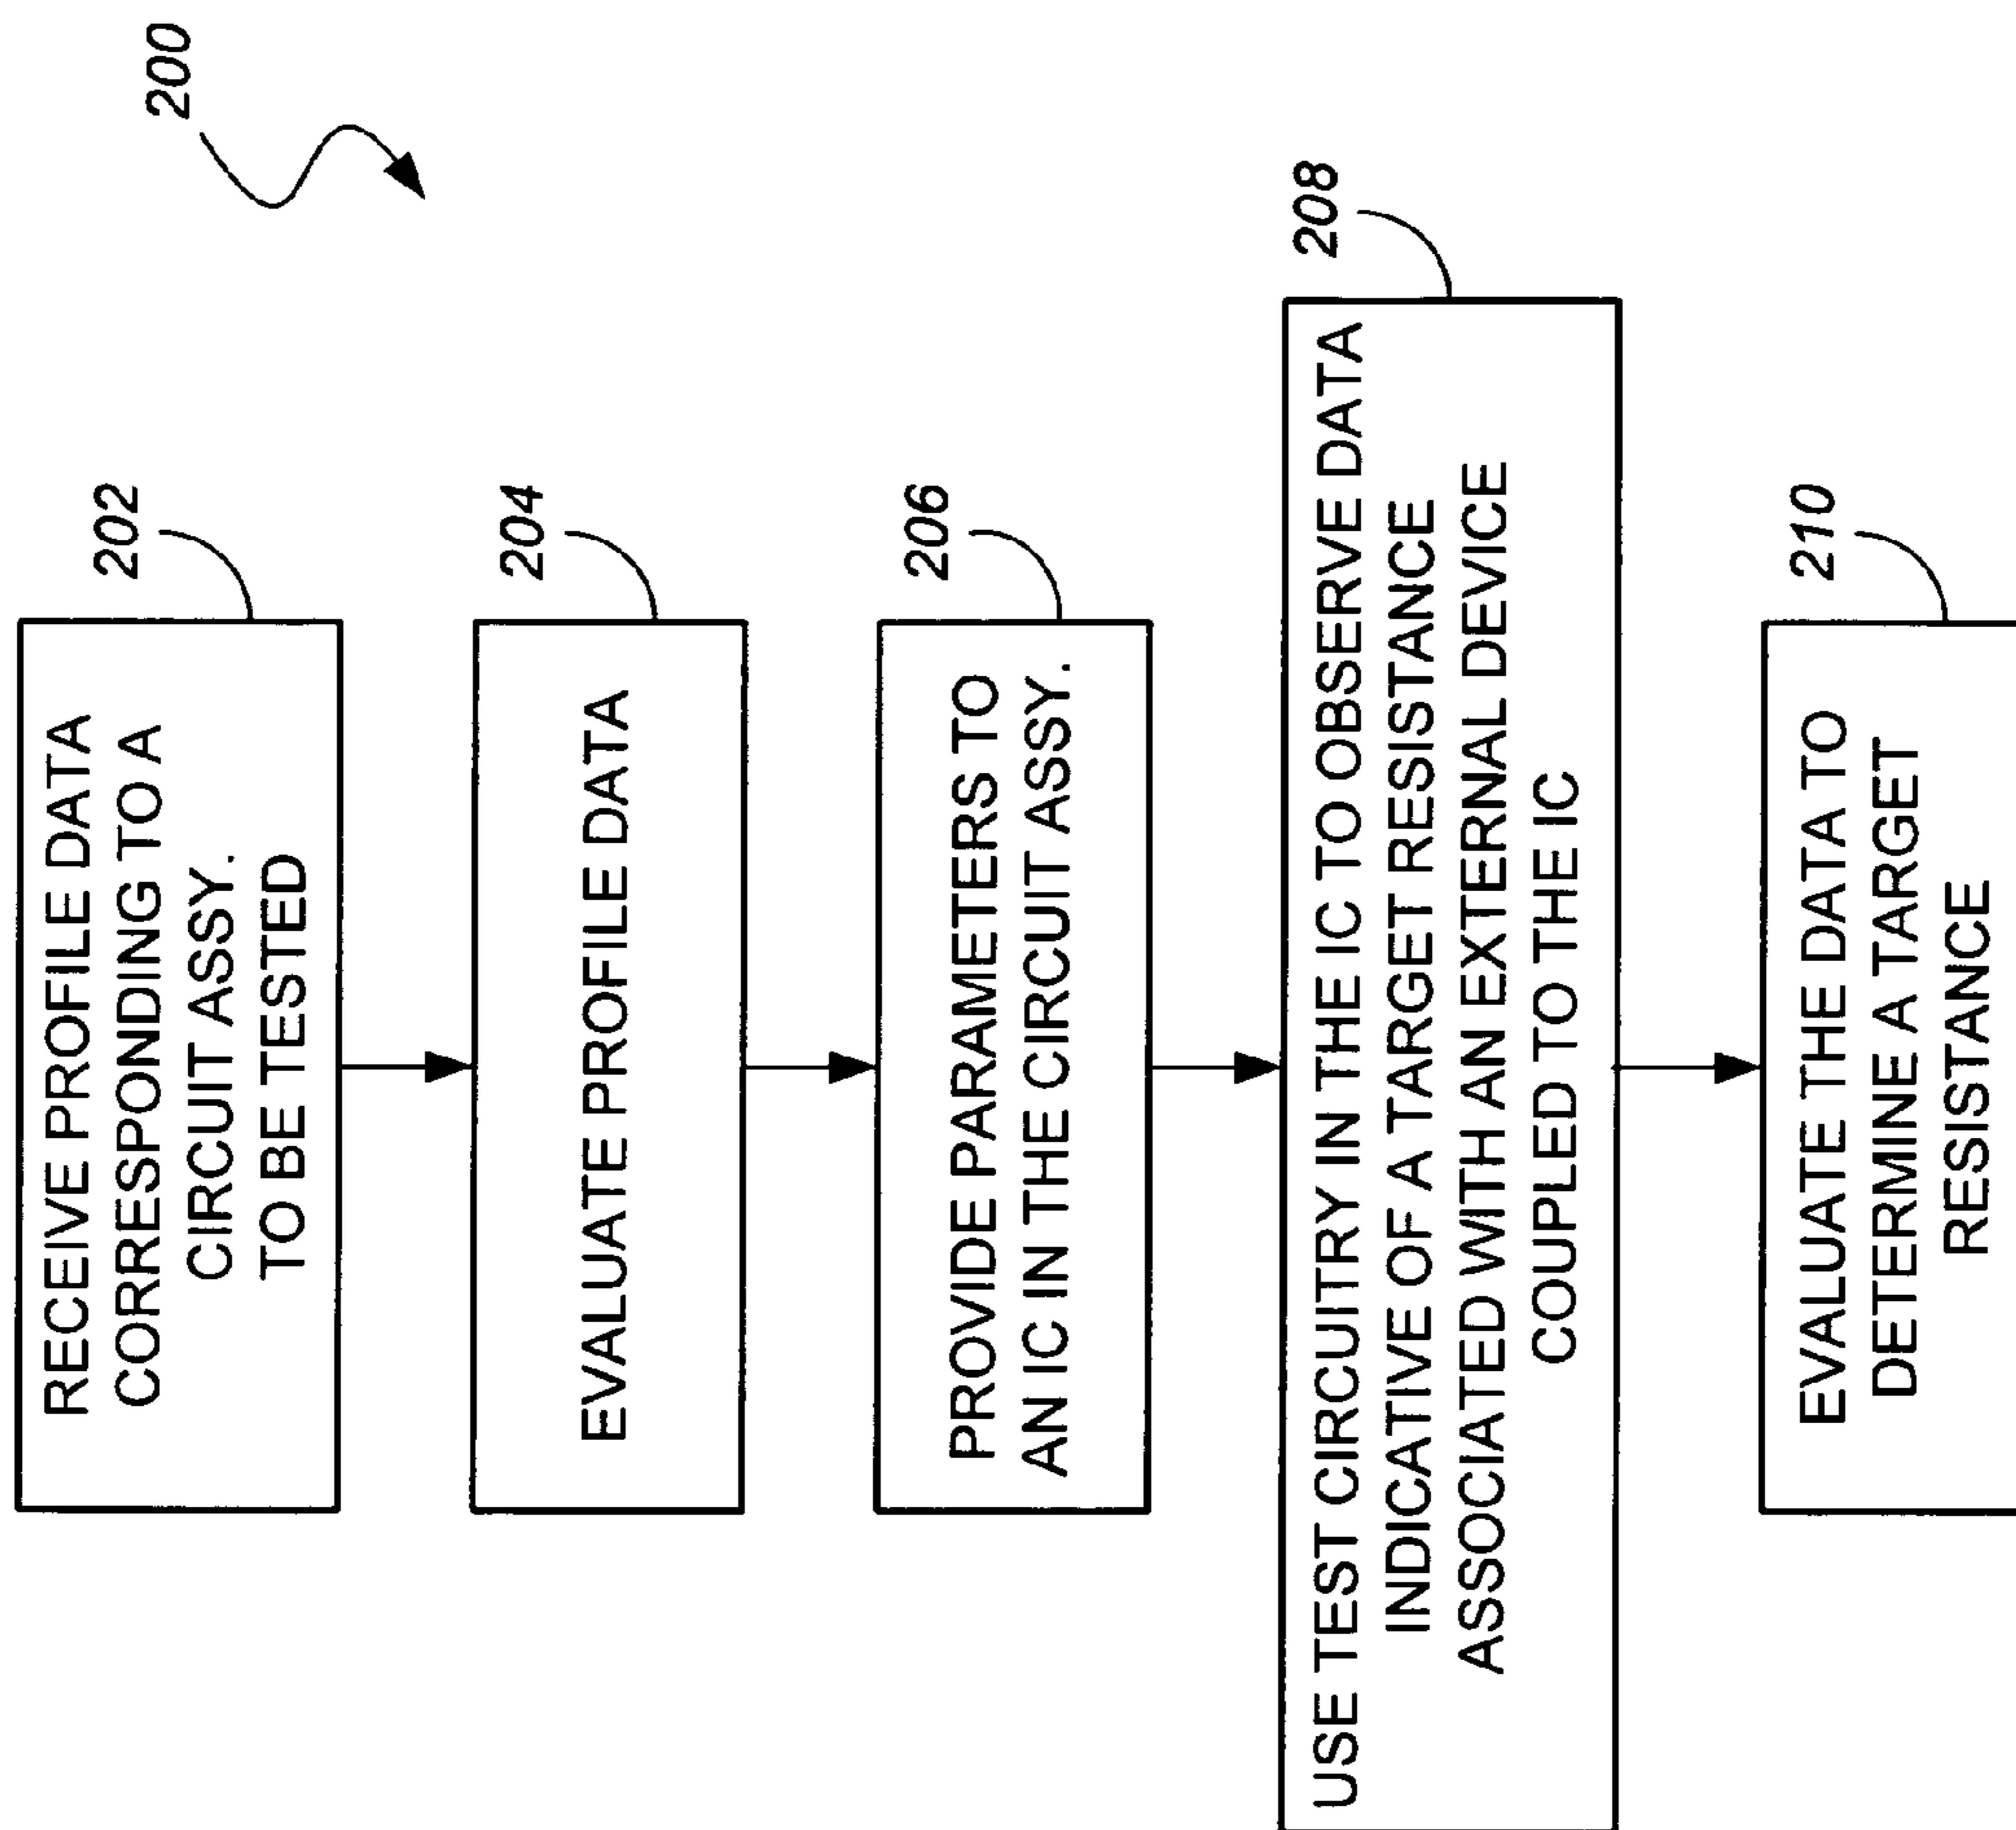 200
202
RECEIVE PROFILE DATA
CORRESPONDING TO A
CIRCUIT ASSY.
TO BE TESTED
204
EVALUATE PROFILE DATA
206
PROVIDE PARAMETERS TO
AN IC IN THE CIRCUIT ASSY.
208
USE TEST CIRCUITRY IN THE IC TO OBSERVE DATA
INDICATIVE OF A TARGET RESISTANCE
ASSOCIATED WITH AN EXTERNAL DEVICE
COUPLED TO THE IC
210
EVALUATE THE DATA TO
DETERMINE A TARGET
RESISTANCE